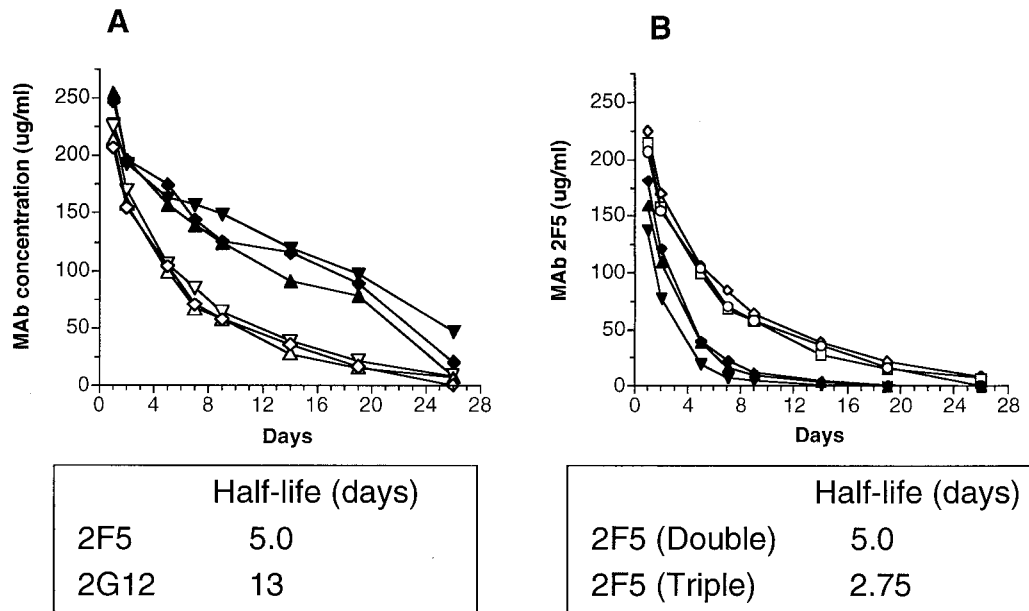 A
MAb concentration (ug/ml)
250
200
150
100
50
0
0 4 8 12 16 20 24 28
Days
Half-life (days)
2F5 5.0
2G12 13
B
MAb 2F5 (ug/ml)
250
200
150
100
50
0
0 4 8 12 16 20 24 28
Days
Half-life (days)
2F5 (Double) 5.0
2F5 (Triple) 2.75